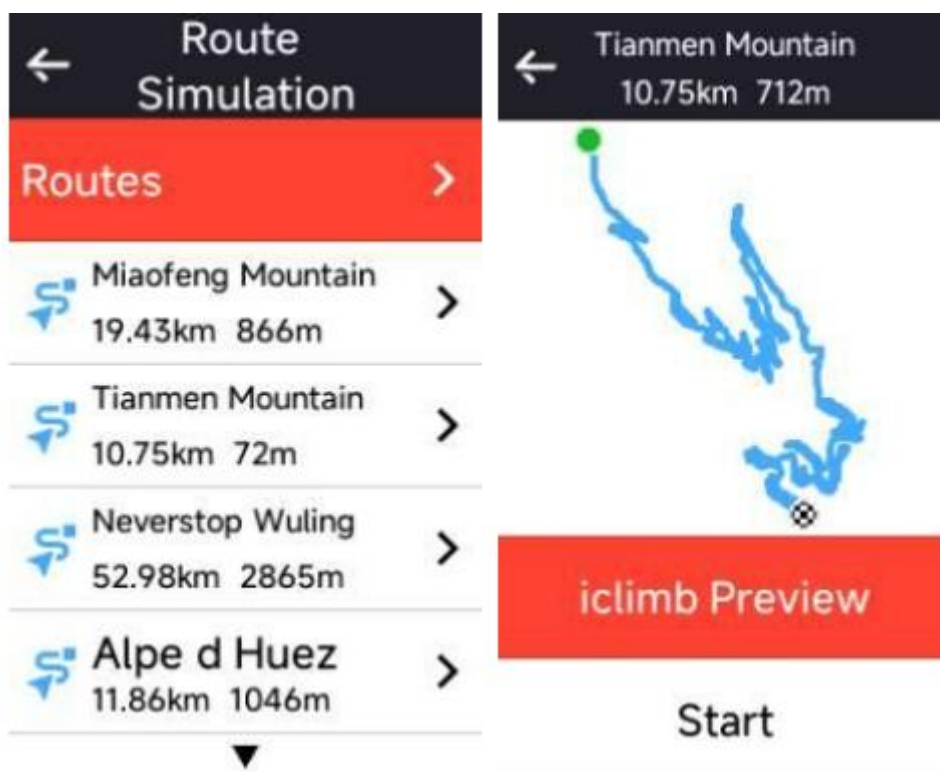 Route
Simulation
Routes
Miaofeng Mountain
19.43km 866m
Tianmen Mountain
10.75km 72m
Neverstop Wuling
52.98km 2865m
Alpe d Huez
11.86km 1046m
Tianmen Mountain
10.75km 712m
iclimb Preview
Start